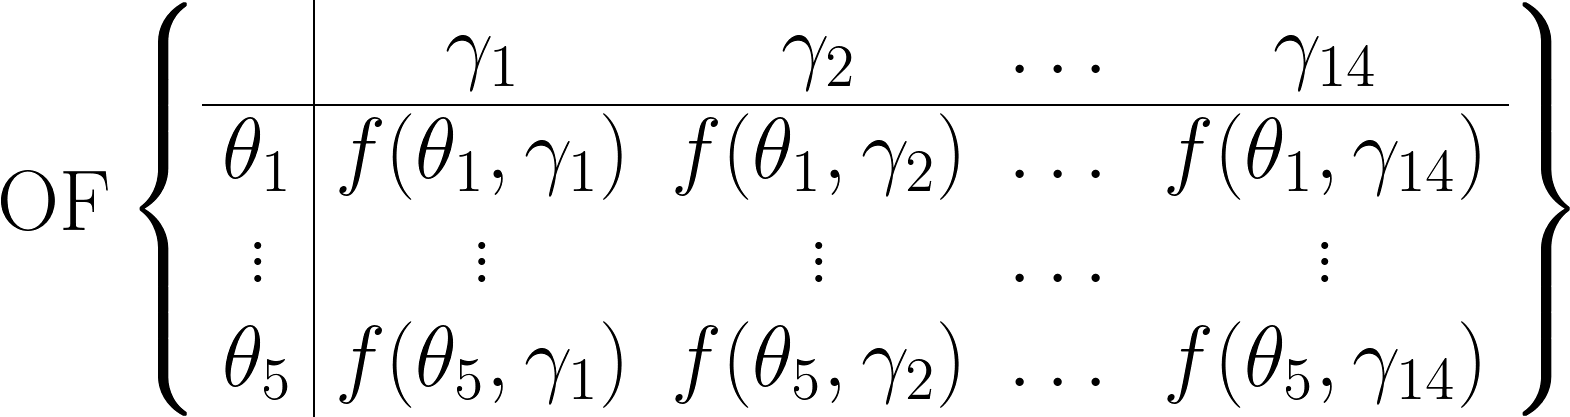 γ₁ γ₂ … γ₁₄
θ₁ f(θ₁, γ₁) f(θ₁, γ₂) … f(θ₁, γ₁₄)
OF { ⋮ ⋮ ⋮ … ⋮ }
θ₅ f(θ₅, γ₁) f(θ₅, γ₂) … f(θ₅, γ₁₄)